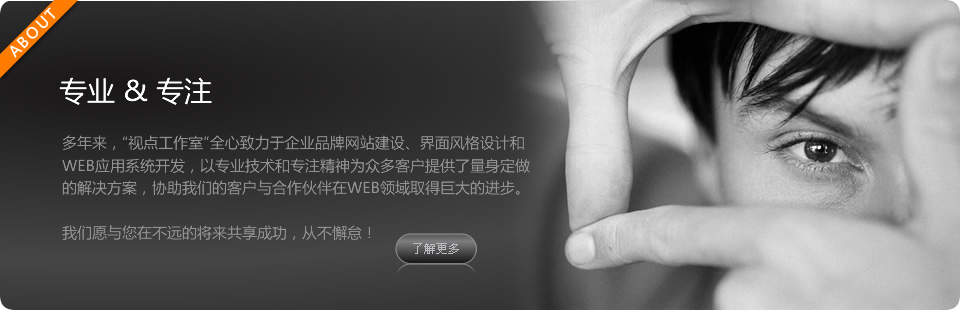 ABOUT
专业 & 专注
多年来，“视点工作室”全心致力于企业品牌网站建设、界面风格设计和
WEB应用系统开发，以专业技术和专注精神为众多客户提供了量身定做
的解决方案，协助我们的客户与合作伙伴在WEB领域取得巨大的进步。
我们愿与您在不远的将来共享成功，从不懈怠！
了解更多